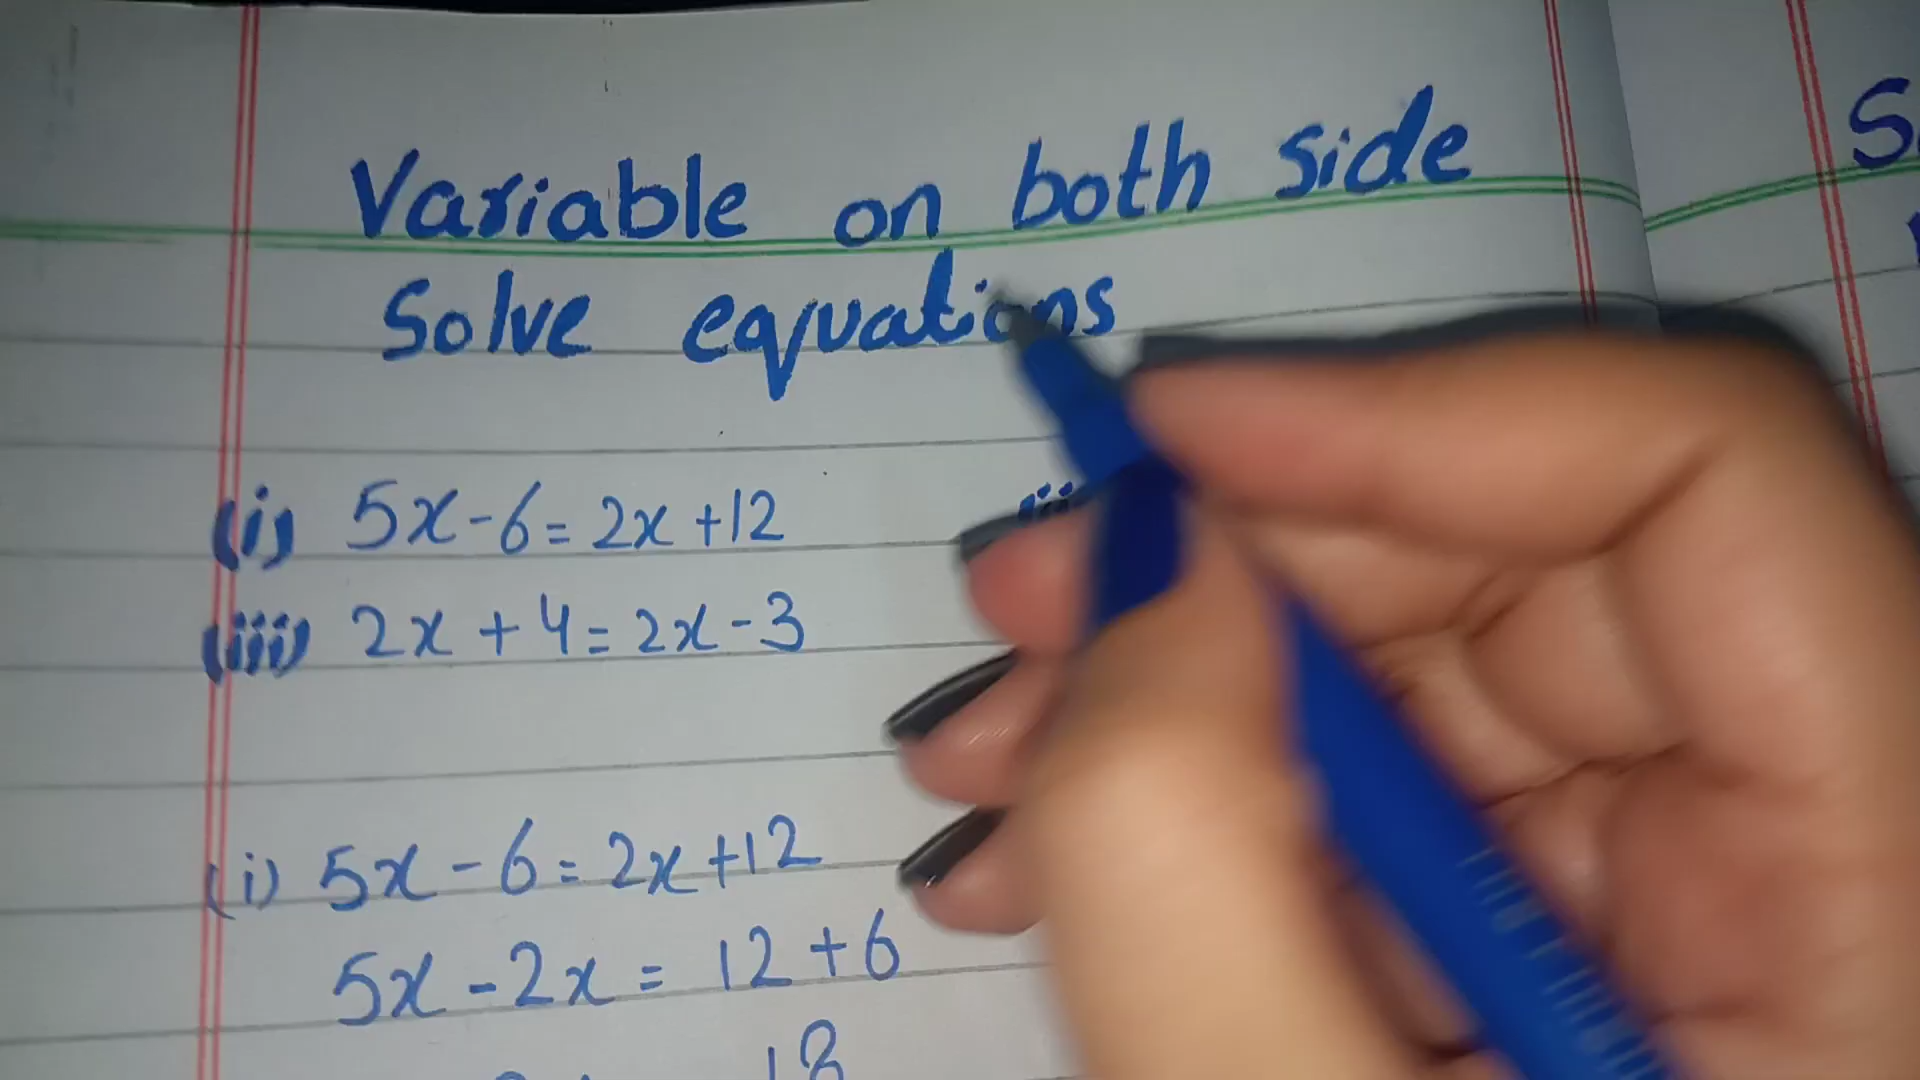 Variable on both side
Solve equations
(i) 5x-6=2x+12
(iii) 2x+4=2x-3
(i) 5x-6=2x+12
5x-2x=12+6
18